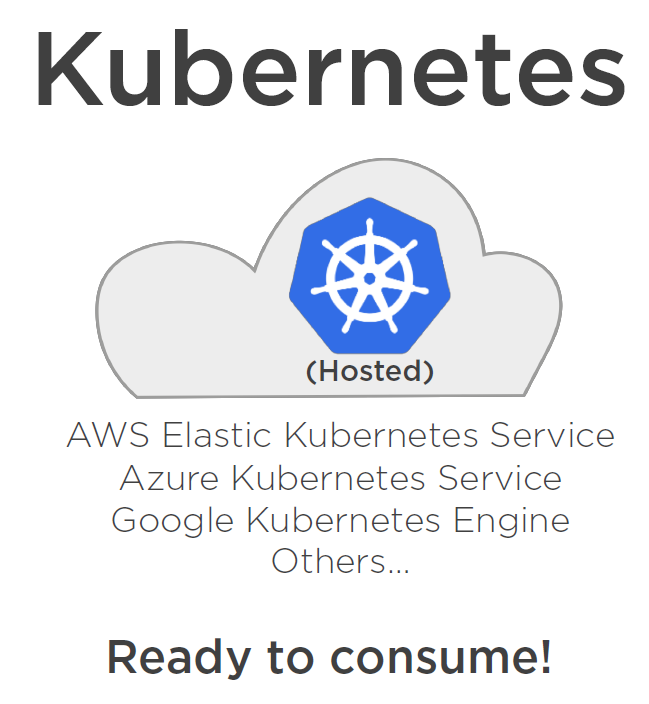 Kubernetes
(Hosted)
AWS Elastic Kubernetes Service
Azure Kubernetes Service
Google Kubernetes Engine
Others...
Ready to consume!